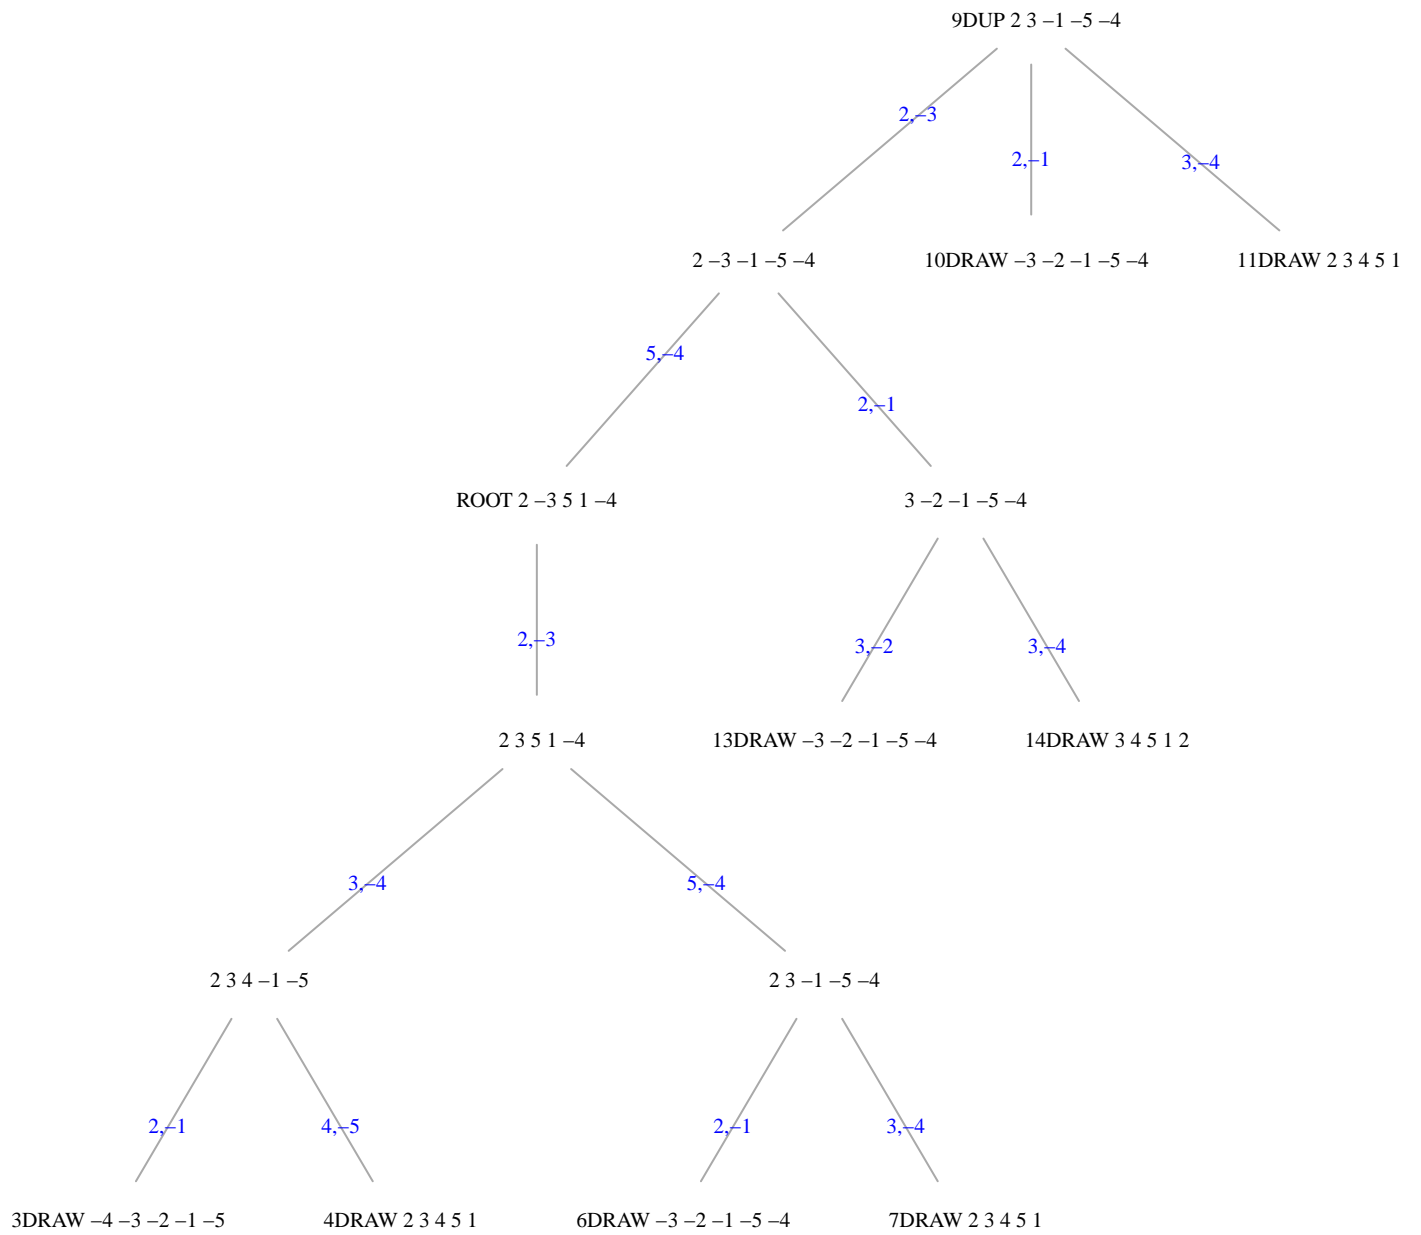 9DUP 2 3 –1 –5 –4
2,–3
2,–1
3,–4
2 –3 –1 –5 –4
10DRAW –3 –2 –1 –5 –4
11DRAW 2 3 4 5 1
5,–4
2,–1
ROOT 2 –3 5 1 –4
3 –2 –1 –5 –4
2,–3
3,–2
3,–4
2 3 5 1 –4
13DRAW –3 –2 –1 –5 –4
14DRAW 3 4 5 1 2
3,–4
5,–4
2 3 4 –1 –5
2 3 –1 –5 –4
2,–1
4,–5
2,–1
3,–4
3DRAW –4 –3 –2 –1 –5
4DRAW 2 3 4 5 1
6DRAW –3 –2 –1 –5 –4
7DRAW 2 3 4 5 1